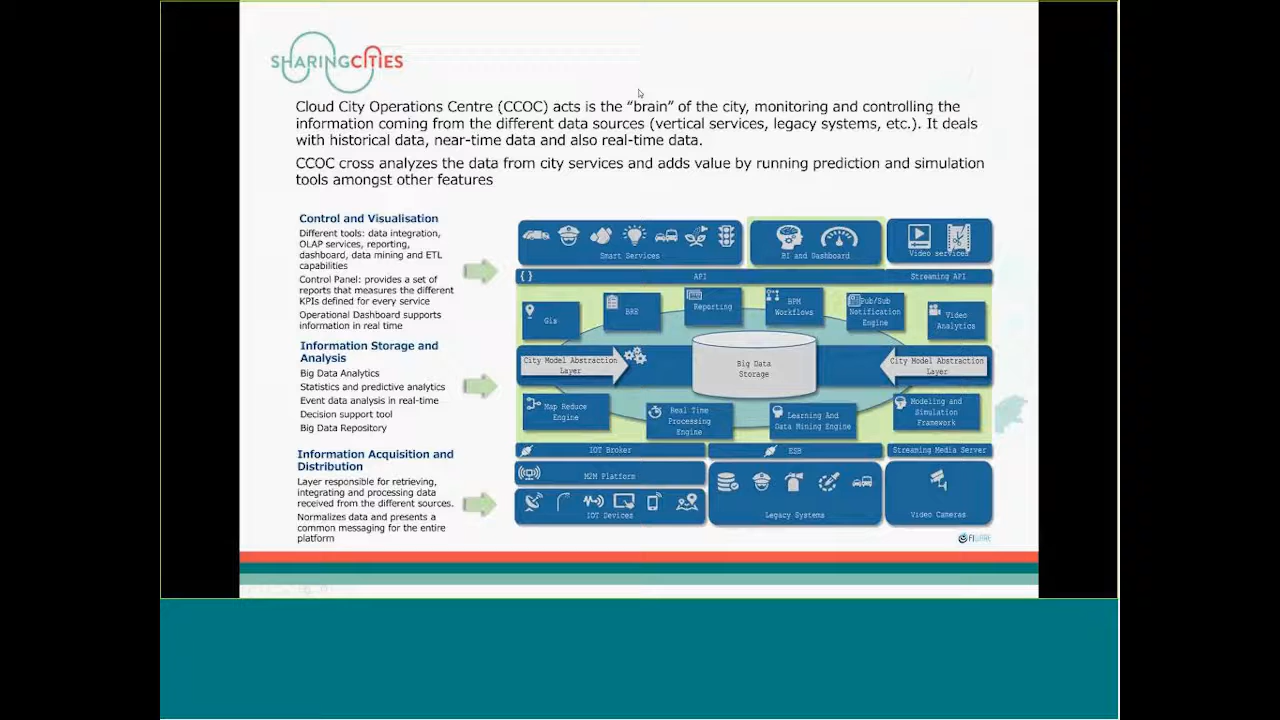 SHARINGCITIES
Cloud City Operations Centre (CCOC) acts is the “brain” of the city, monitoring and controlling the
information coming from the different data sources (vertical services, legacy systems, etc.). It deals
with historical data, near-time data and also real-time data.
CCOC cross analyzes the data from city services and adds value by running prediction and simulation
tools amongst other features
Control and Visualisation
Different tools: data integration,
OLAP services, reporting,
dashboard, data mining and ETL
capabilities
Control Panel: provides a set of
reports that measures the different
KPIs defined for every service
Operational Dashboard supports
information in real time
Information Storage and
Analysis
Big Data Analytics
Statistics and predictive analytics
Event data analysis in real-time
Decision support tool
Big Data Repository
Information Acquisition and
Distribution
Layer responsible for retrieving,
integrating and processing data
received from the different sources.
Normalizes data and presents a
common messaging for the entire
platform
Smart Services
BI and Dashboard
Video services
{ }
API
Streaming API
Gis
BRE
Reporting
BPM
Workflows
Pub/Sub
Notification
Engine
Video
Analytics
City Model Abstraction
Layer
Big Data
Storage
City Model Abstraction
Layer
Map Reduce
Engine
Real Time
Processing
Engine
Learning And
Data Mining Engine
Modeling and
Simulation
Framework
IOT Broker
ESB
Streaming Media Server
M2M Platform
IOT Devices
Legacy Systems
Video Cameras